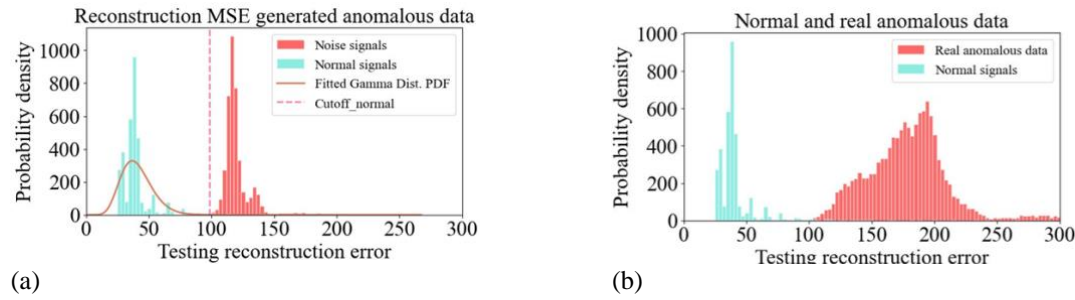 Reconstruction MSE generated anomalous data
Probability density
1000
800
600
400
200
0
Noise signals
Normal signals
Fitted Gamma Dist. PDF
Cutoff_normal
0 50 100 150 200 250 300
Testing reconstruction error
(a)
Normal and real anomalous data
Probability density
1000
800
600
400
200
0
Real anomalous data
Normal signals
0 50 100 150 200 250 300
Testing reconstruction error
(b)